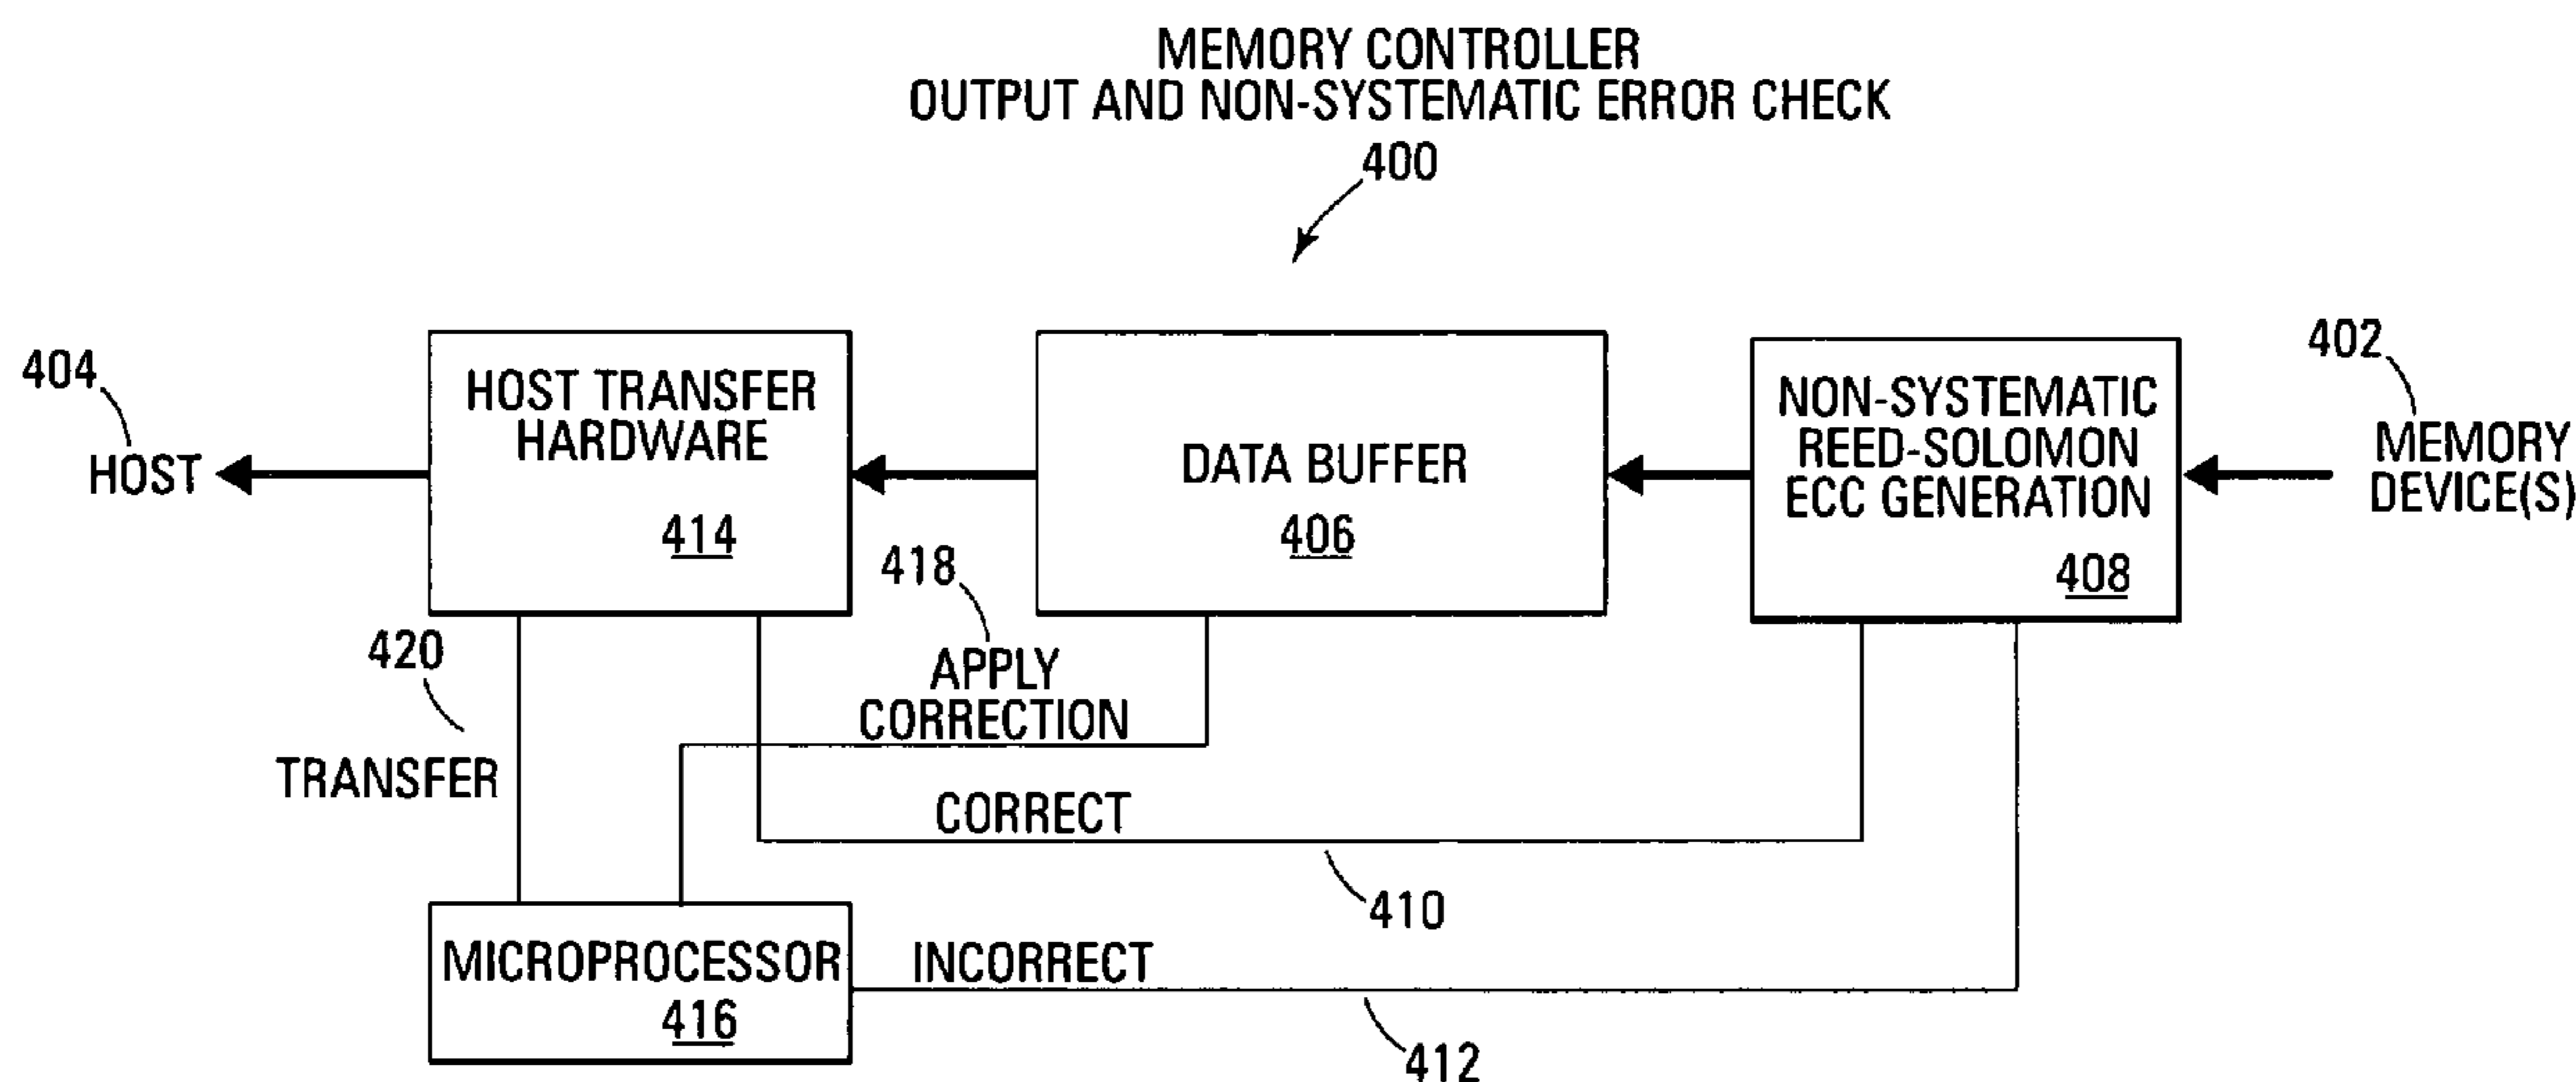 MEMORY CONTROLLER
OUTPUT AND NON-SYSTEMATIC ERROR CHECK
400
404
HOST
HOST TRANSFER
HARDWARE
414
DATA BUFFER
406
NON-SYSTEMATIC
REED-SOLOMON
ECC GENERATION
408
402
MEMORY
DEVICE(S)
418
APPLY
CORRECTION
420
TRANSFER
CORRECT
410
MICROPROCESSOR
416
INCORRECT
412